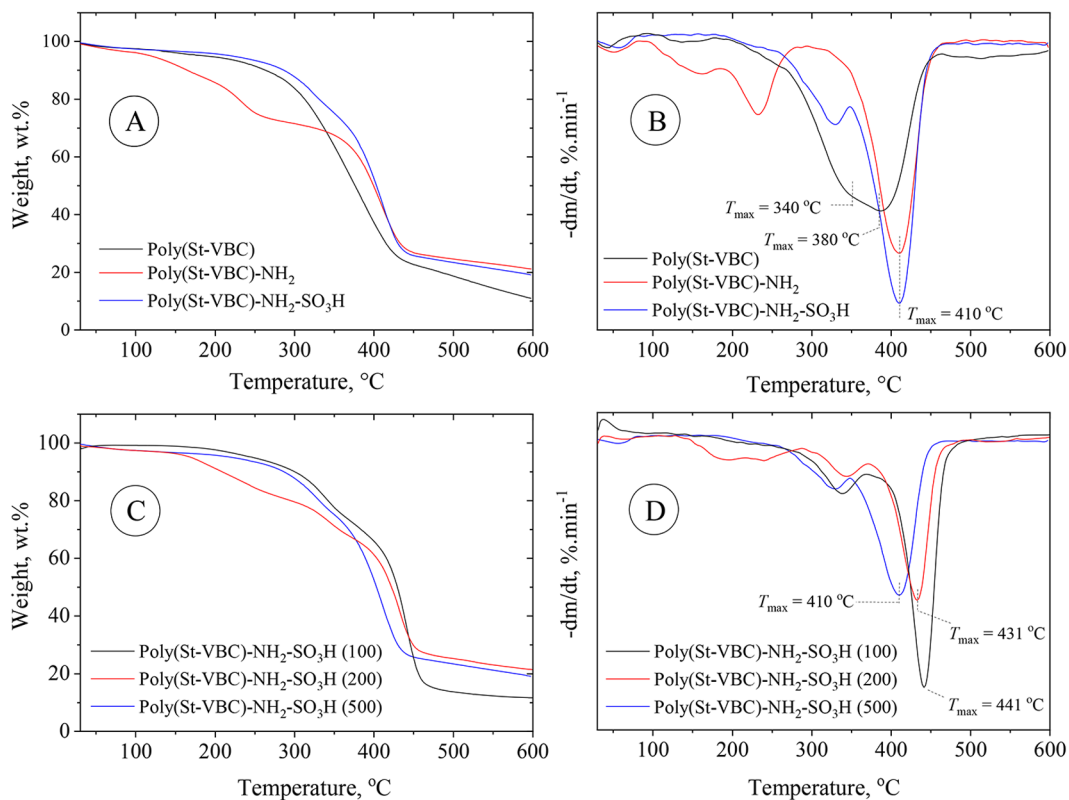 A
Weight, wt.%
100
80
60
40
20
0
Poly(St-VBC)
Poly(St-VBC)-NH2
Poly(St-VBC)-NH2-SO3H
100 200 300 400 500 600
Temperature, °C
B
-dm/dt, %.min-1
Tmax = 340 °C
Tmax = 380 °C
Poly(St-VBC)
Poly(St-VBC)-NH2
Poly(St-VBC)-NH2-SO3H
Tmax = 410 °C
100 200 300 400 500 600
Temperature, °C
C
Weight, wt.%
100
80
60
40
20
0
Poly(St-VBC)-NH2-SO3H (100)
Poly(St-VBC)-NH2-SO3H (200)
Poly(St-VBC)-NH2-SO3H (500)
100 200 300 400 500 600
Temperature, °C
D
-dm/dt, %.min-1
Tmax = 410 °C
Tmax = 431 °C
Poly(St-VBC)-NH2-SO3H (100)
Poly(St-VBC)-NH2-SO3H (200)
Poly(St-VBC)-NH2-SO3H (500)
Tmax = 441 °C
100 200 300 400 500 600
Temperature, °C